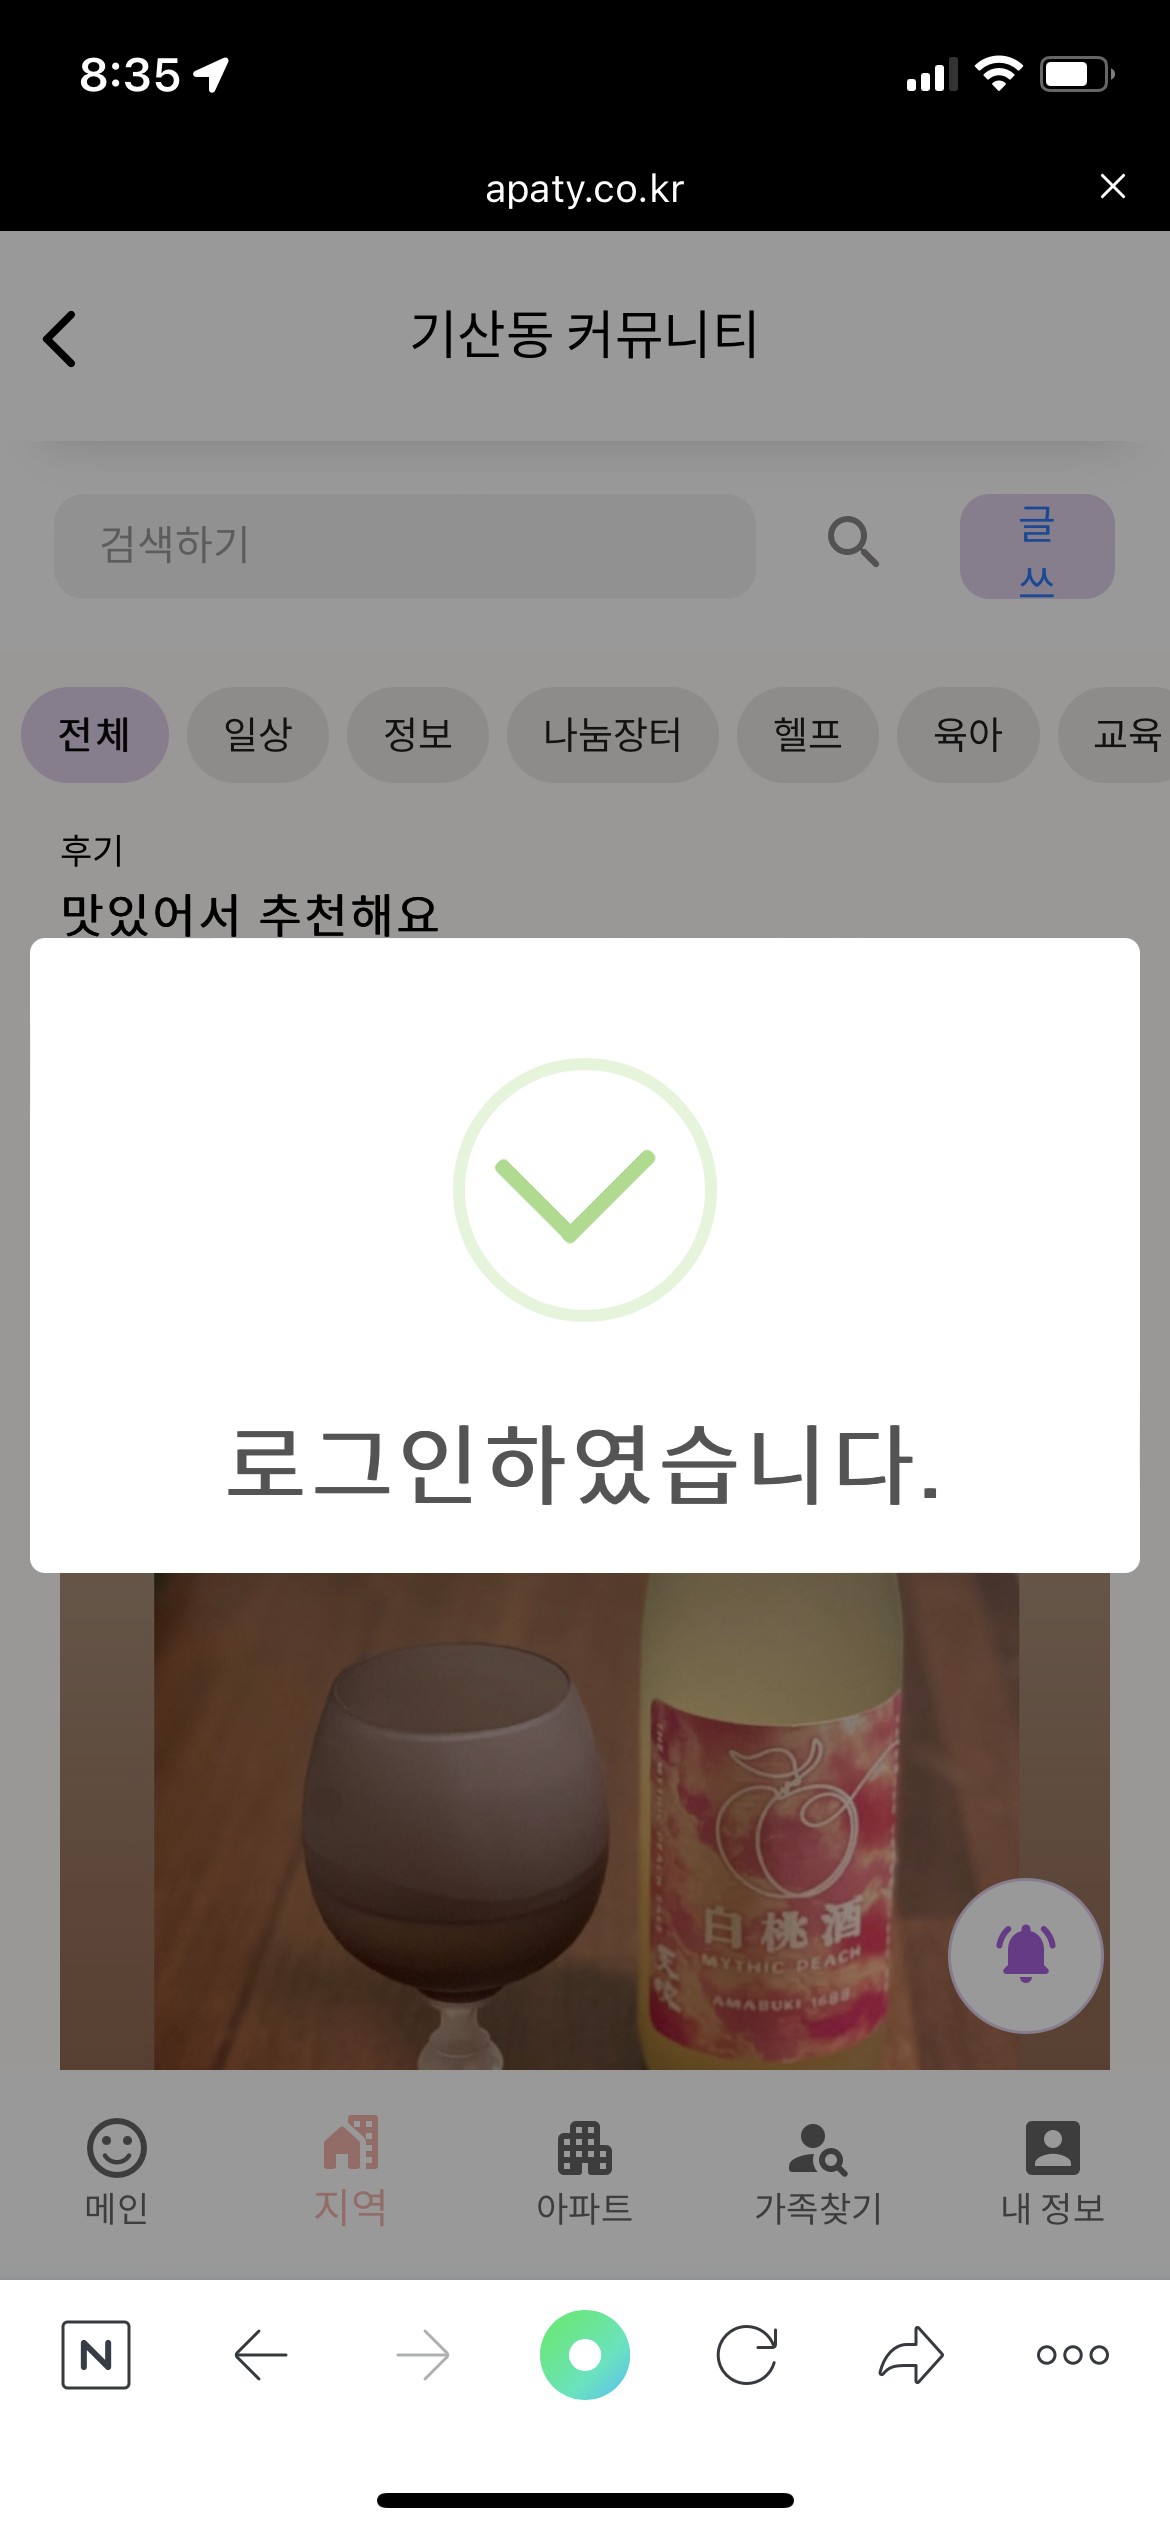 8:35
apaty.co.kr
기산동 커뮤니티
검색하기
글
쓰
전체 일상 정보 나눔장터 헬프 육아 교육
후기
맛있어서 추천해요
로그인하였습니다.
白桃酒
MYTHIC PEACH
AMABUKI 1688
메인 지역 아파트 가족찾기 내 정보
N